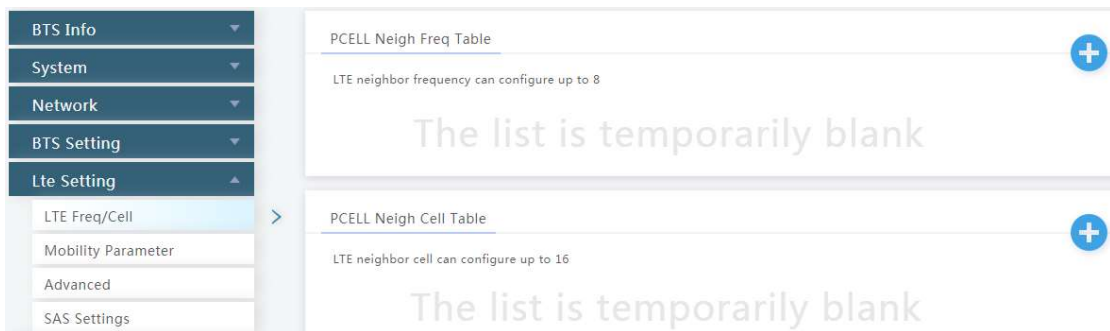 BTS Info
System
Network
BTS Setting
Lte Setting
LTE Freq/Cell
Mobility Parameter
Advanced
SAS Settings
PCELL Neigh Freq Table
LTE neighbor frequency can configure up to 8
The list is temporarily blank
PCELL Neigh Cell Table
LTE neighbor cell can configure up to 16
The list is temporarily blank